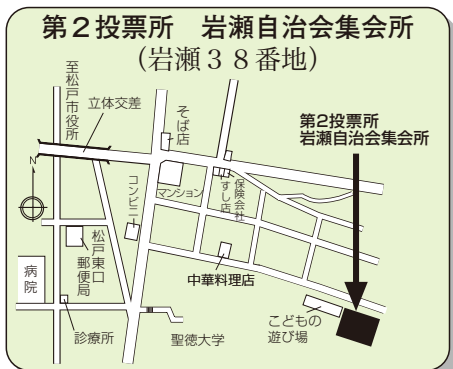 第2投票所　岩瀬自治会集会所
（岩瀬３８番地）
至松戸市役所
立体交差
そば店
第2投票所
岩瀬自治会集会所
N
コンビニ
マンション
すし店
保険会社
松戸東口
郵便局
病院
中華料理店
こどもの
遊び場
診療所
聖徳大学